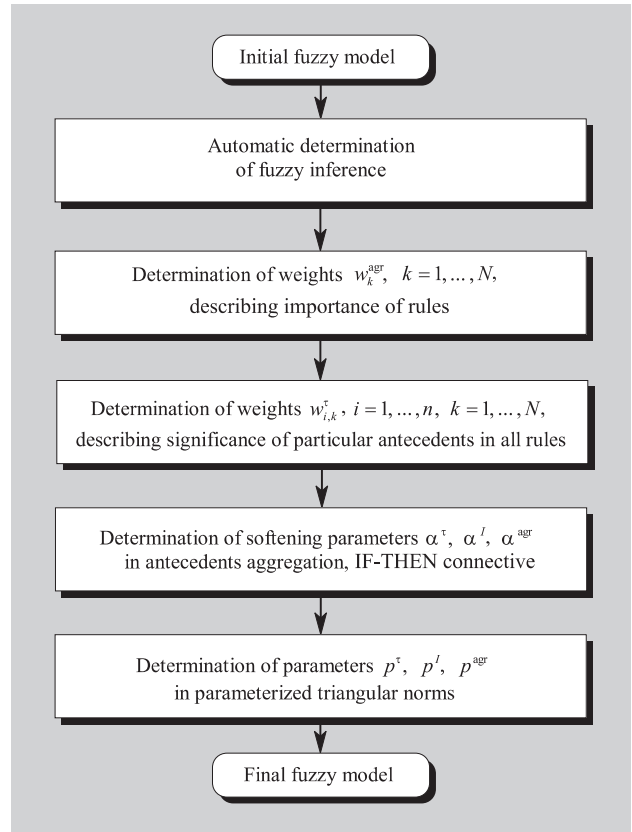 Initial fuzzy model
Automatic determination
of fuzzy inference
Determination of weights w_k^agr, k = 1, ... , N,
describing importance of rules
Determination of weights w_{i,k}^τ, i = 1, ..., n, k = 1, ..., N,
describing significance of particular antecedents in all rules
Determination of softening parameters α^τ, α^I, α^agr
in antecedents aggregation, IF-THEN connective
Determination of parameters p^τ, p^I, p^agr
in parameterized triangular norms
Final fuzzy model